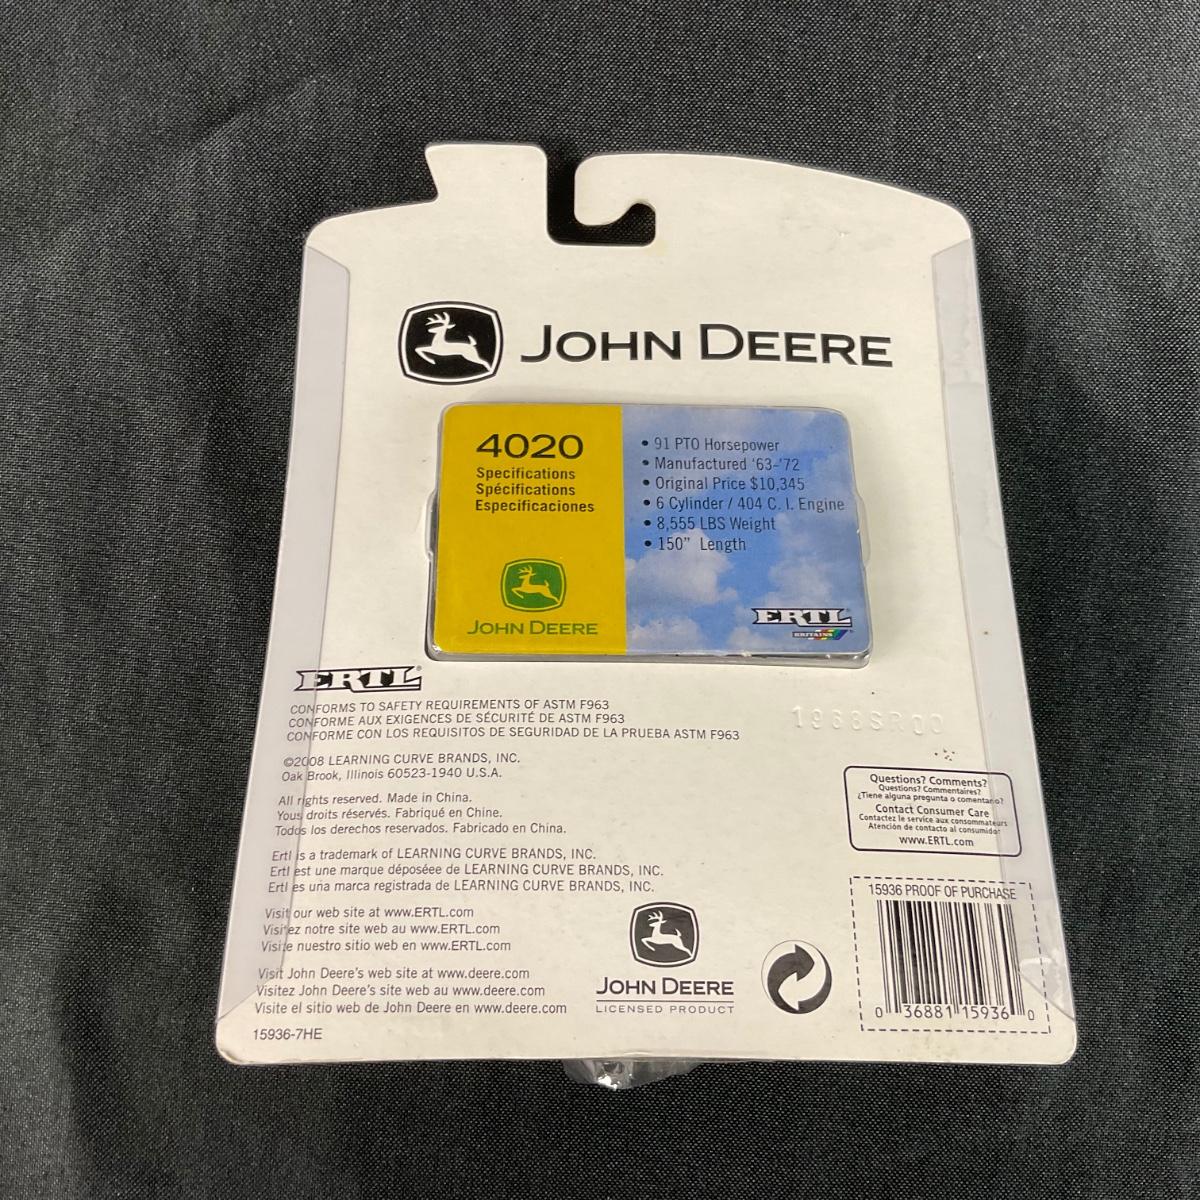 JOHN DEERE
4020
Specifications
Spécifications
Especificaciones
JOHN DEERE
• 91 PTO Horsepower
• Manufactured '63-'72
• Original Price $10,345
• 6 Cylinder / 404 C. I. Engine
• 8,555 LBS Weight
• 150" Length
ERTL
BRITAINS
ERTL
CONFORMS TO SAFETY REQUIREMENTS OF ASTM F963
CONFORME AUX EXIGENCES DE SÉCURITÉ DE ASTM F963
CONFORME CON LOS REQUISITOS DE SEGURIDAD DE LA PRUEBA ASTM F963
1968SR00
©2008 LEARNING CURVE BRANDS, INC.
Oak Brook, Illinois 60523-1940 U.S.A.
All rights reserved. Made in China.
Tous droits réservés. Fabriqué en Chine.
Todos los derechos reservados. Fabricado en China.
Ertl is a trademark of LEARNING CURVE BRANDS, INC.
Ertl est une marque déposéee de LEARNING CURVE BRANDS, INC.
Ertl es uña marca registrada de LEARNING CURVE BRANDS, INC.
Visit our web site at www.ERTL.com
Visitez notre site web au www.ERTL.com
Visite nuestro sitio web en www.ERTL.com
Visit John Deere's web site at www.deere.com
Visitez John Deere's site web au www.deere.com
Visite el sitio web de John Deere en www.deere.com
15936-7HE
JOHN DEERE
LICENSED PRODUCT
Questions? Comments?
Questions? Commentaires?
¿Tiene alguna pregunta o comentario?
Contact Consumer Care
Contactez le service aux consommateurs
Atención de contacto al consumidor
www.ERTL.com
15936 PROOF OF PURCHASE
0 36881 15936 0